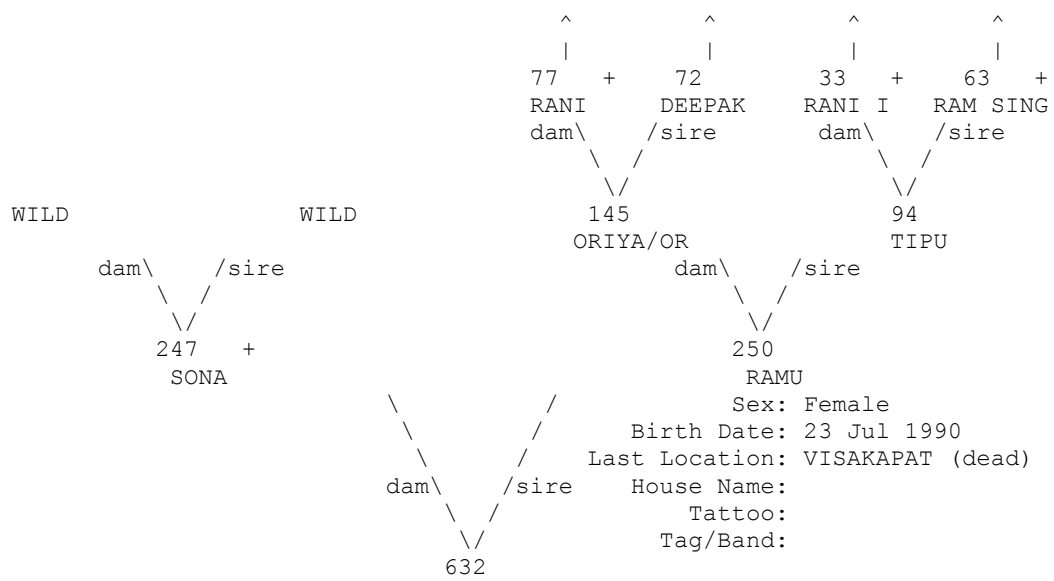 ^ ^ ^ ^
| | | |
77 + 72 33 + 63 +
RANI DEEPAK RANI I RAM SING
dam\ /sire dam\ /sire
\ / \ /
\/ \/
WILD WILD 145 94
ORIYA/OR TIPU
dam\ /sire dam\ /sire
\ / \ /
\/ \/
247 + 250
SONA RAMU
\ / Sex: Female
\ / Birth Date: 23 Jul 1990
\ / Last Location: VISAKAPAT (dead)
dam\ /sire House Name:
\ / Tattoo:
\/ Tag/Band:
632